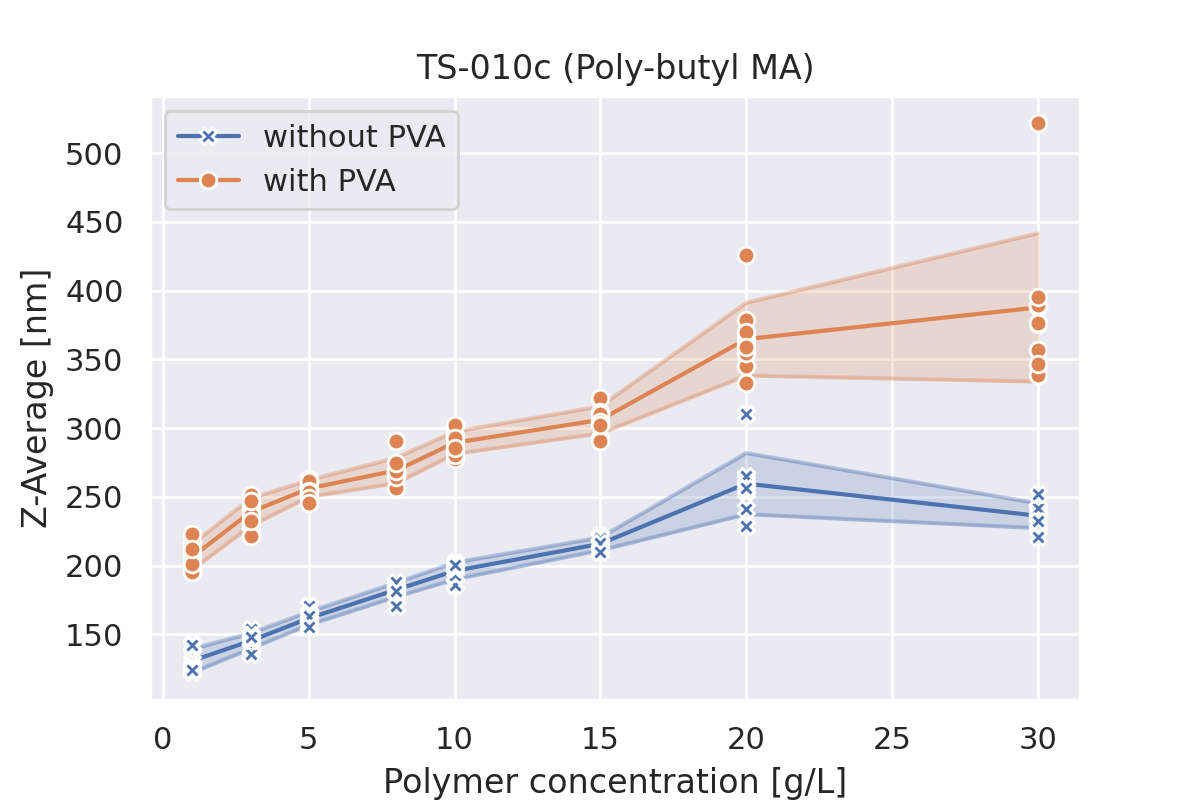 TS-010c (Poly-butyl MA)
without PVA
with PVA
Z-Average [nm]
500
450
400
350
300
250
200
150
0 5 10 15 20 25 30
Polymer concentration [g/L]